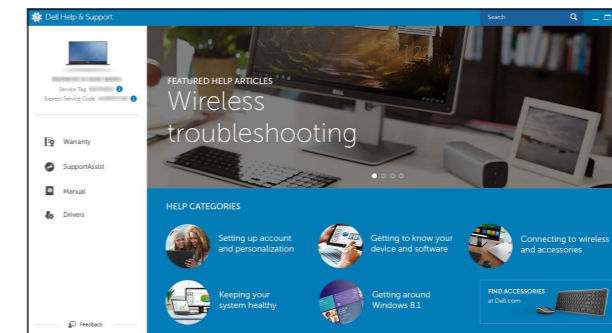 Dell Help & Support
Search
Service Tag
Express Service Code
Warranty
SupportAssist
Manual
Drivers
Feedback
FEATURED HELP ARTICLES
Wireless
troubleshooting
HELP CATEGORIES
Setting up account
and personalization
Getting to know your
device and software
Connecting to wireless
and accessories
Keeping your
system healthy
Getting around
Windows 8.1
FIND ACCESSORIES
at Dell.com